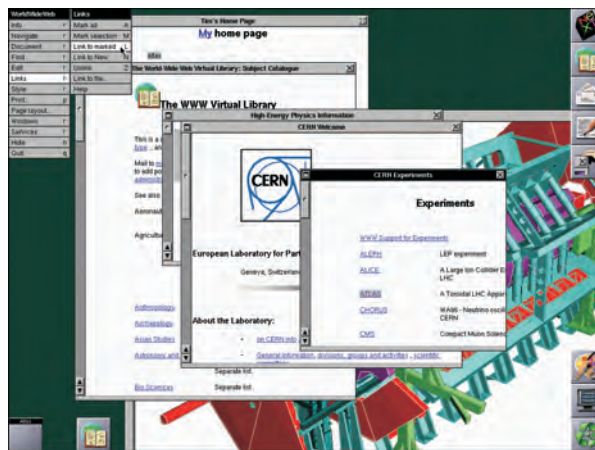 WorldWideWeb
Info
Navigate
Document
Find
Edit
Links
Style
Print.. p
Page layout..
Windows
Services
Hide h
Quit q
Links
Mark all A
Mark selection M
Link to marked L
Link to New N
Unlink Z
Link to file..
Help
Tim's Home Page
My home page
Atlas
The World-Wide Web Virtual Library: Subject Catalogue
The WWW Virtual Library
This is a
type
Mail to
to add po
See also
Aeronaut
Agricultu
Anthropology
Archaeology
Asian Studies
Astronomy and
Separate list.
Bio Sciences
Separate list.
High-Energy Physics Information
CERN Welcome
CERN
European Laboratory for Part
Geneva, Switzerland
About the Laboratory:
on CERN info
General information, divisions, groups and activities, scientific
CERN Experiments
Experiments
WWW Support for Experiments
ALEPH LEP experiment
ALICE A Large Ion Collider E
LHC
ATLAS A Toroidal LHC Appar
CHORUS WA95 - Neutrino oscill
CERN
CMS Compact Muon Soleno